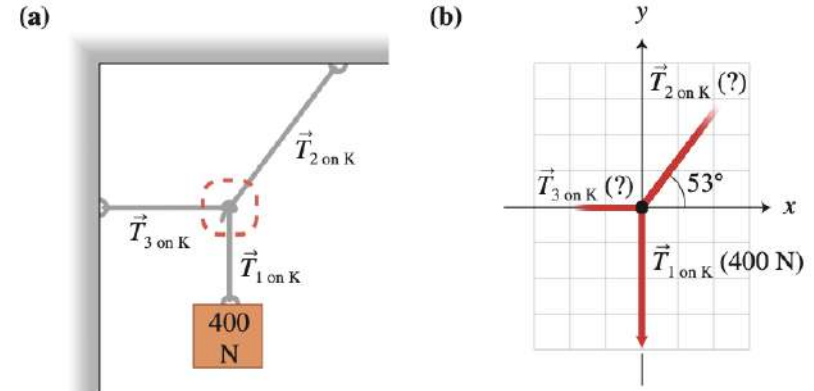 (a)
T⃗2 on K
T⃗3 on K
T⃗1 on K
400
N
(b)
y
T⃗2 on K (?)
T⃗3 on K (?)
53°
x
T⃗1 on K (400 N)